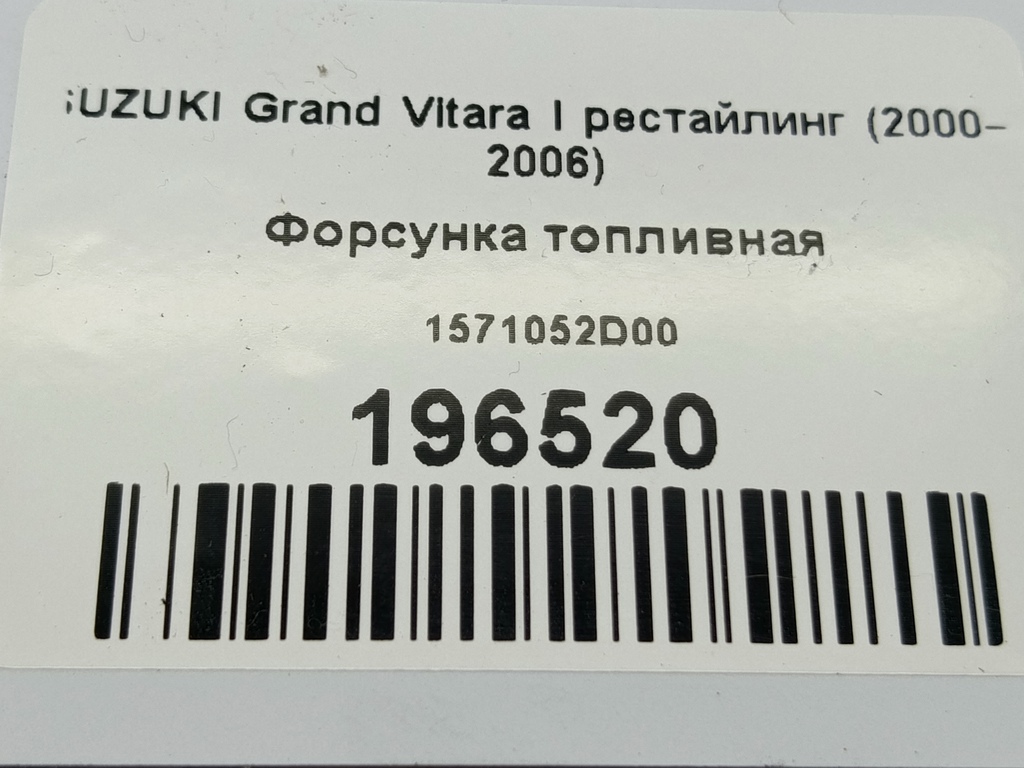 SUZUKI Grand Vitara I рестайлинг (2000-
2006)
Форсунка топливная
1571052D00
196520